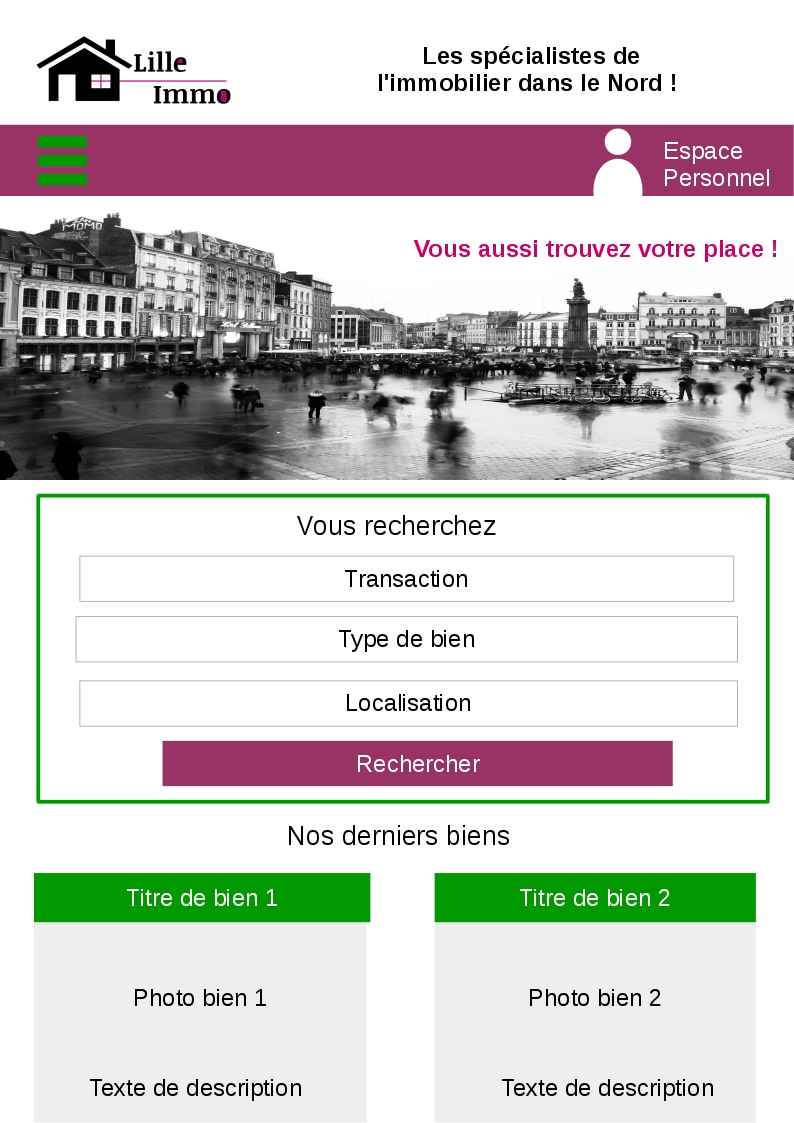 Lille
Immo
Les spécialistes de
l'immobilier dans le Nord !
Espace
Personnel
MOMO
Vous aussi trouvez votre place !
Vous recherchez
Transaction
Type de bien
Localisation
Rechercher
Nos derniers biens
Titre de bien 1
Titre de bien 2
Photo bien 1
Photo bien 2
Texte de description
Texte de description